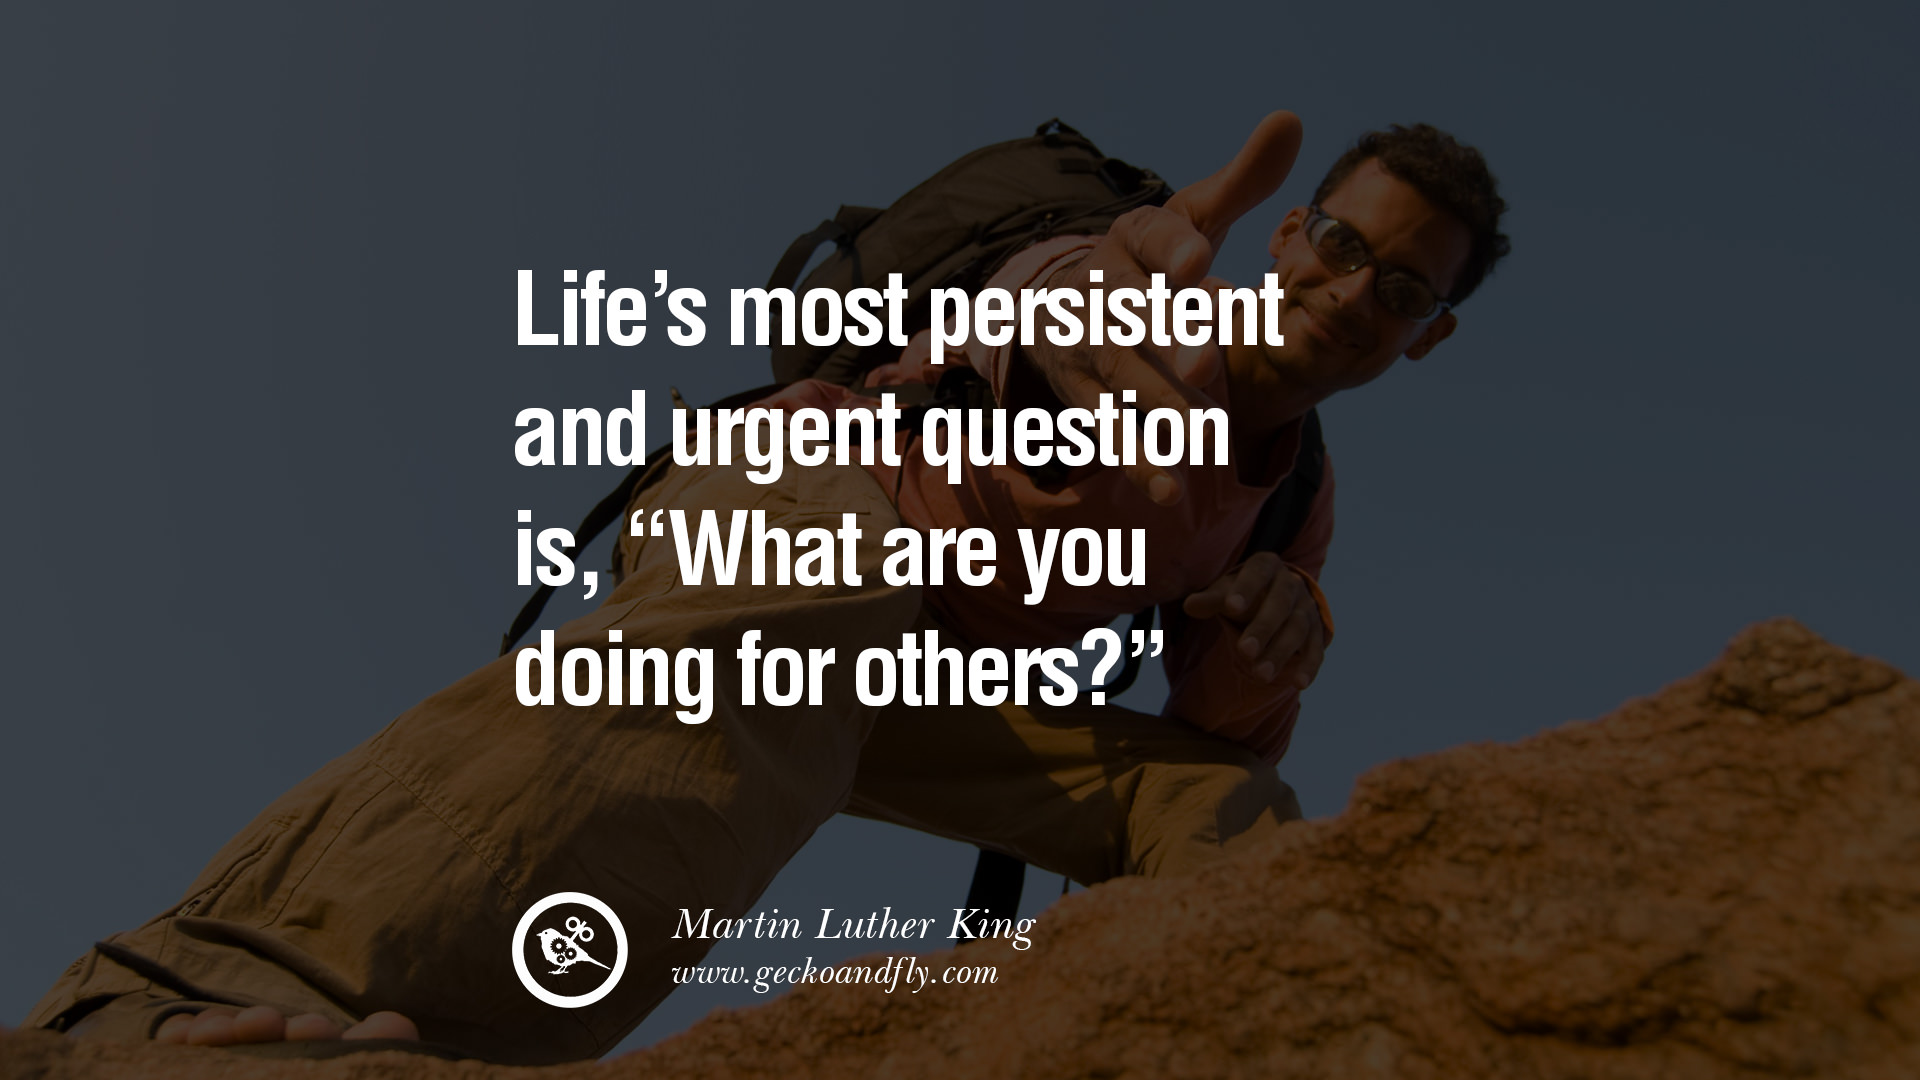 Life’s most persistent
and urgent question
is, “What are you
doing for others?”
Martin Luther King
www.geckoandfly.com